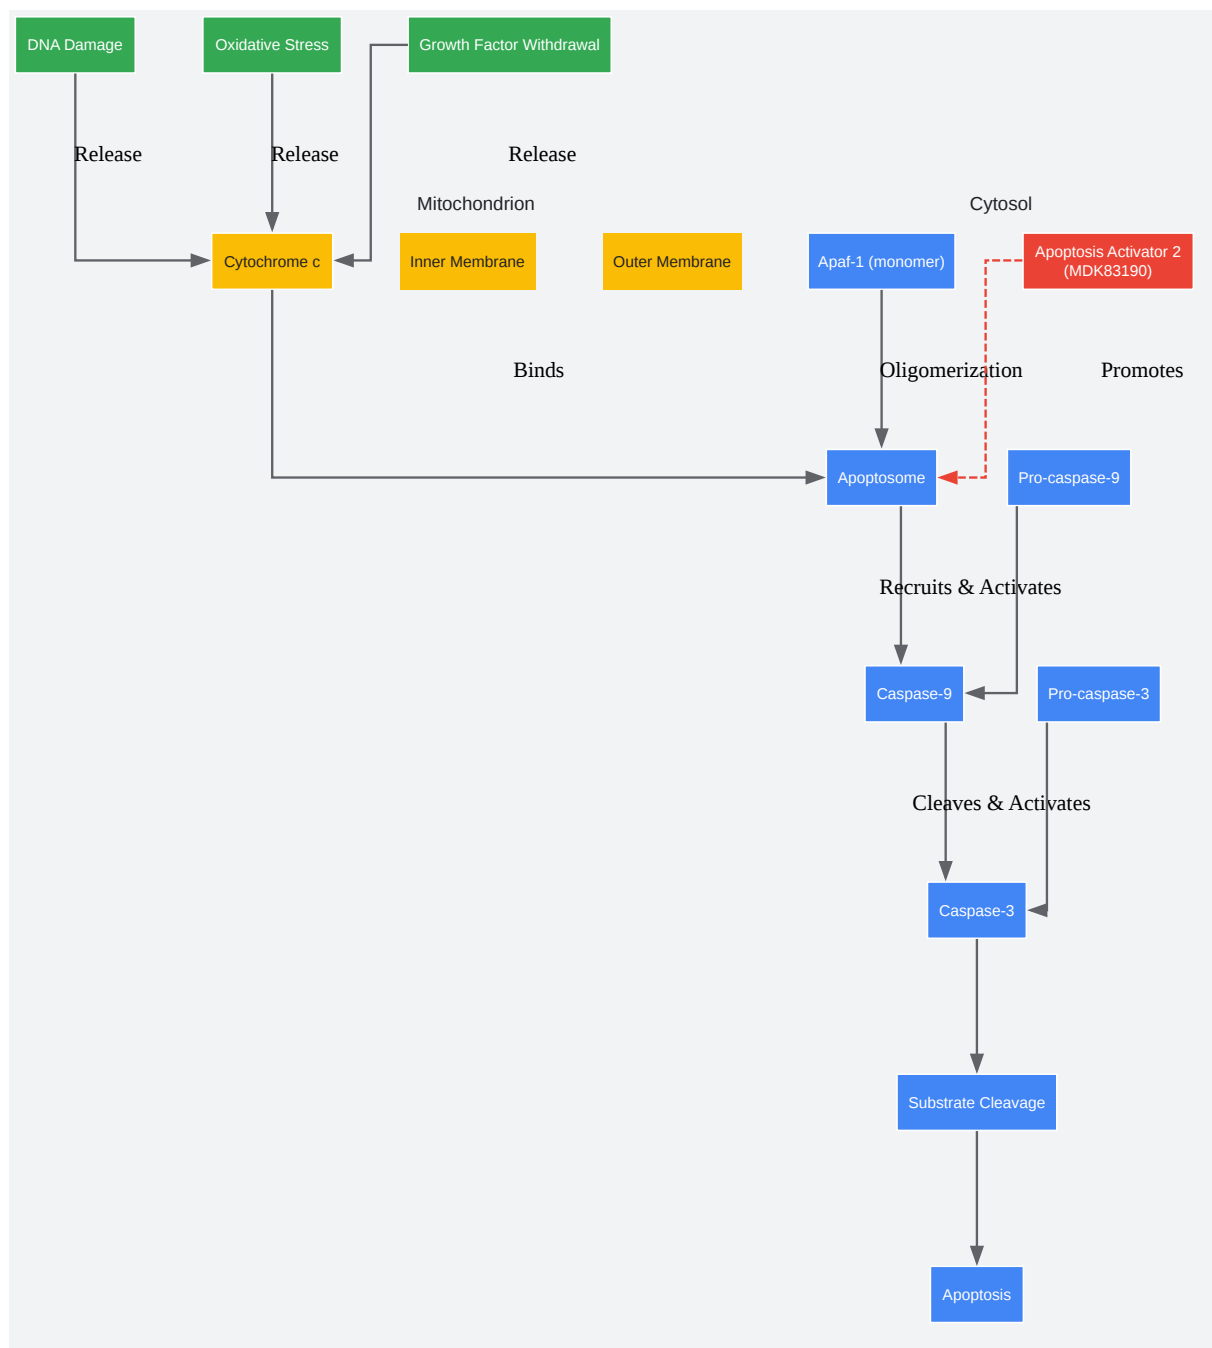 DNA Damage
Oxidative Stress
Growth Factor Withdrawal
Release
Release
Release
Mitochondrion
Cytosol
Cytochrome c
Inner Membrane
Outer Membrane
Apaf-1 (monomer)
Apoptosis Activator 2
(MDK83190)
Binds
Oligomerization
Promotes
Apoptosome
Pro-caspase-9
Recruits & Activates
Caspase-9
Pro-caspase-3
Cleaves & Activates
Caspase-3
Substrate Cleavage
Apoptosis